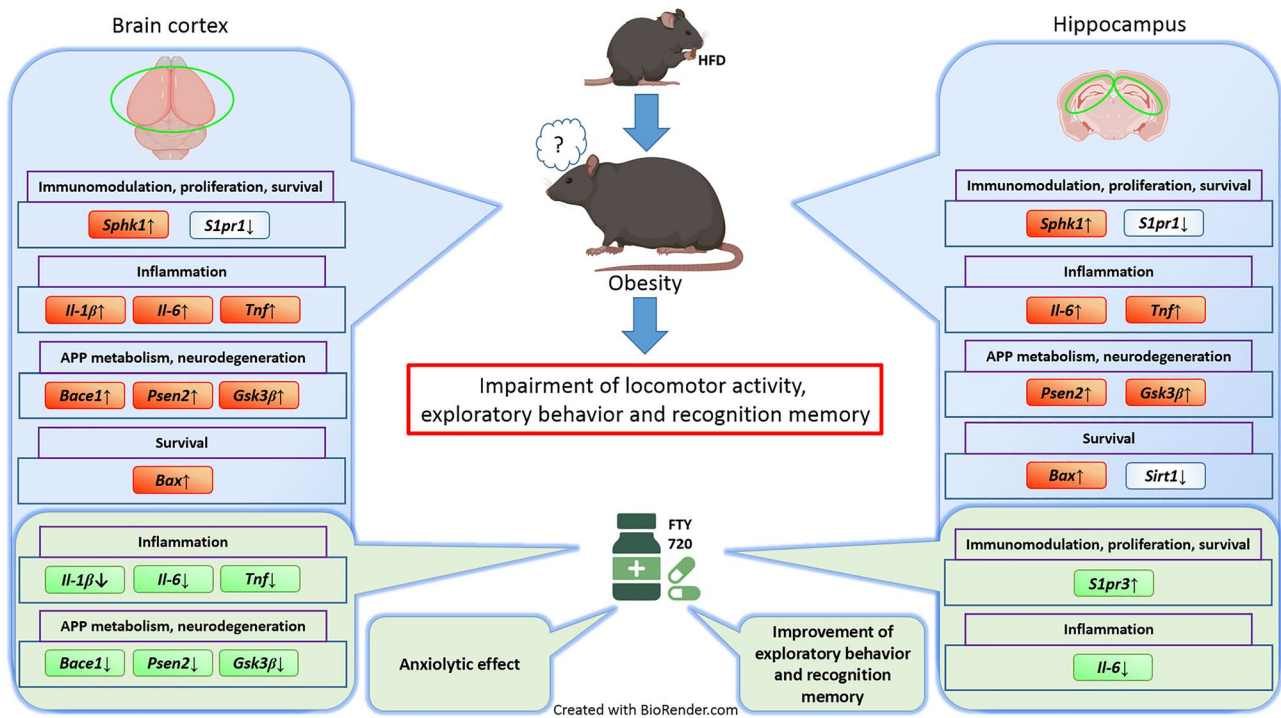 Brain cortex
Immunomodulation, proliferation, survival
Sphk1↑ S1pr1↓
Inflammation
Il-1β↑ Il-6↑ Tnf↑
APP metabolism, neurodegeneration
Bace1↑ Psen2↑ Gsk3β↑
Survival
Bax↑
Inflammation
Il-1β↓ Il-6↓ Tnf↓
APP metabolism, neurodegeneration
Bace1↓ Psen2↓ Gsk3β↓
HFD
?
Obesity
Impairment of locomotor activity,
exploratory behavior and recognition memory
FTY
720
Anxiolytic effect
Improvement of
exploratory behavior
and recognition
memory
Created with BioRender.com
Hippocampus
Immunomodulation, proliferation, survival
Sphk1↑ S1pr1↓
Inflammation
Il-6↑ Tnf↑
APP metabolism, neurodegeneration
Psen2↑ Gsk3β↑
Survival
Bax↑ Sirt1↓
Immunomodulation, proliferation, survival
S1pr3↑
Inflammation
Il-6↓